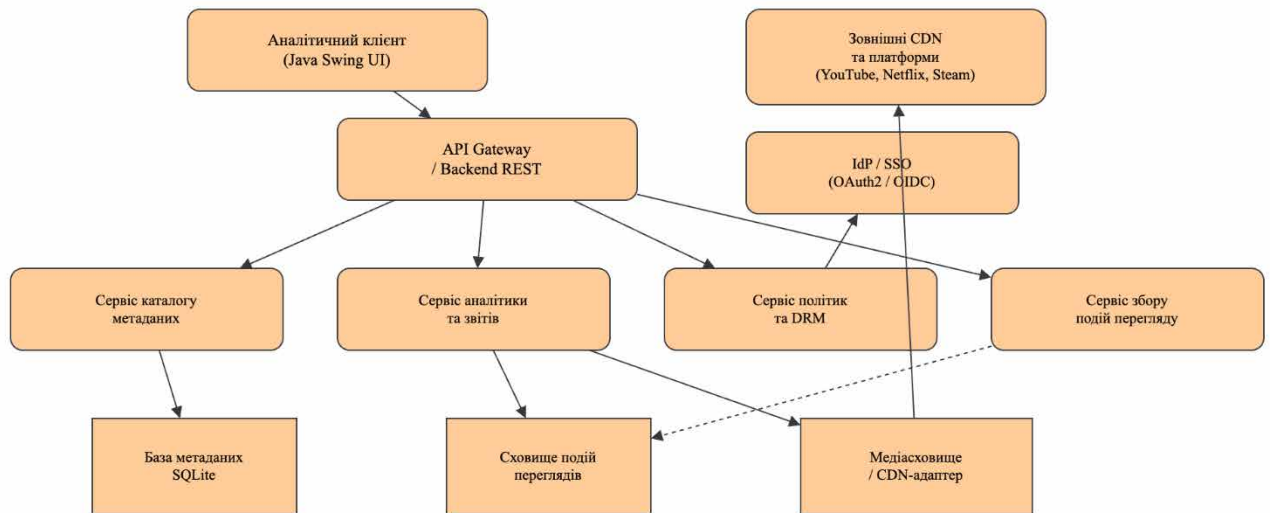 Аналітичний клієнт
(Java Swing UI)
Зовнішні CDN
та платформи
(YouTube, Netflix, Steam)
API Gateway
/ Backend REST
IdP / SSO
(OAuth2 / OIDC)
Сервіс каталогу
метаданих
Сервіс аналітики
та звітів
Сервіс політик
та DRM
Сервіс збору
подій перегляду
База метаданих
SQLite
Сховище подій
переглядів
Медіасховище
/ CDN-адаптер